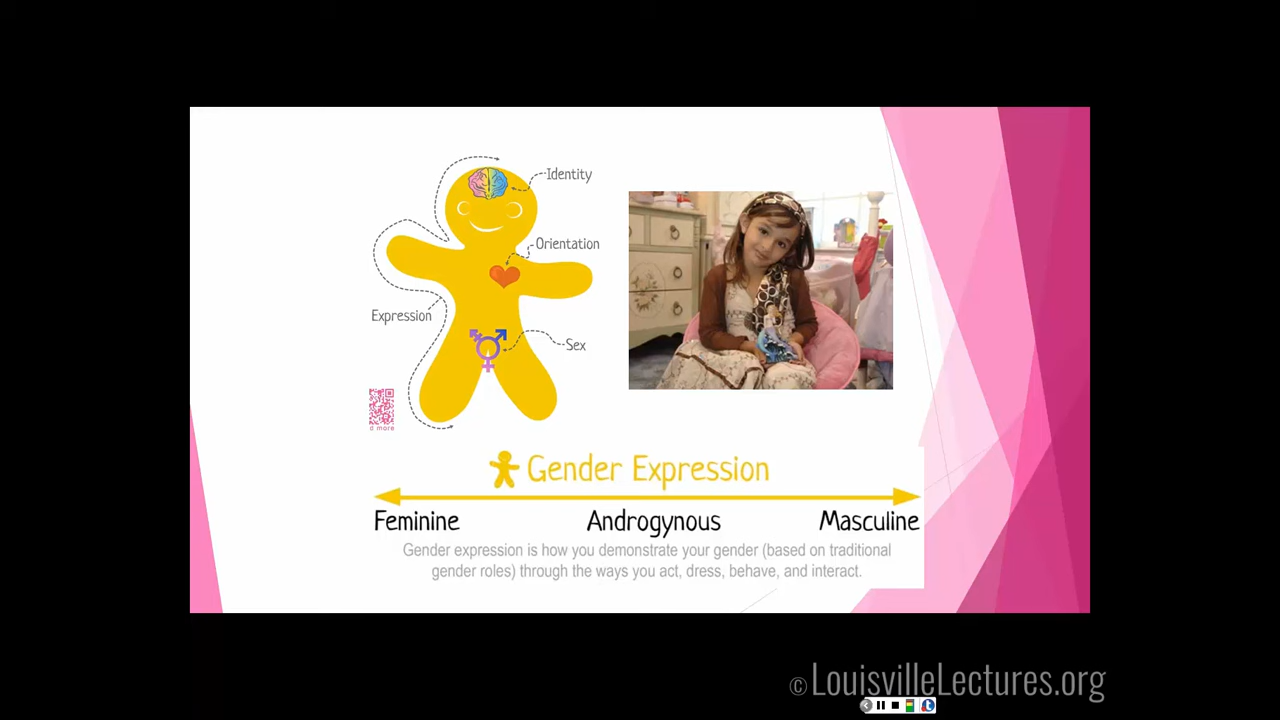 Identity
Orientation
Expression
Sex
d more
Gender Expression
Feminine Androgynous Masculine
Gender expression is how you demonstrate your gender (based on traditional
gender roles) through the ways you act, dress, behave, and interact.
© LouisvilleLectures.org